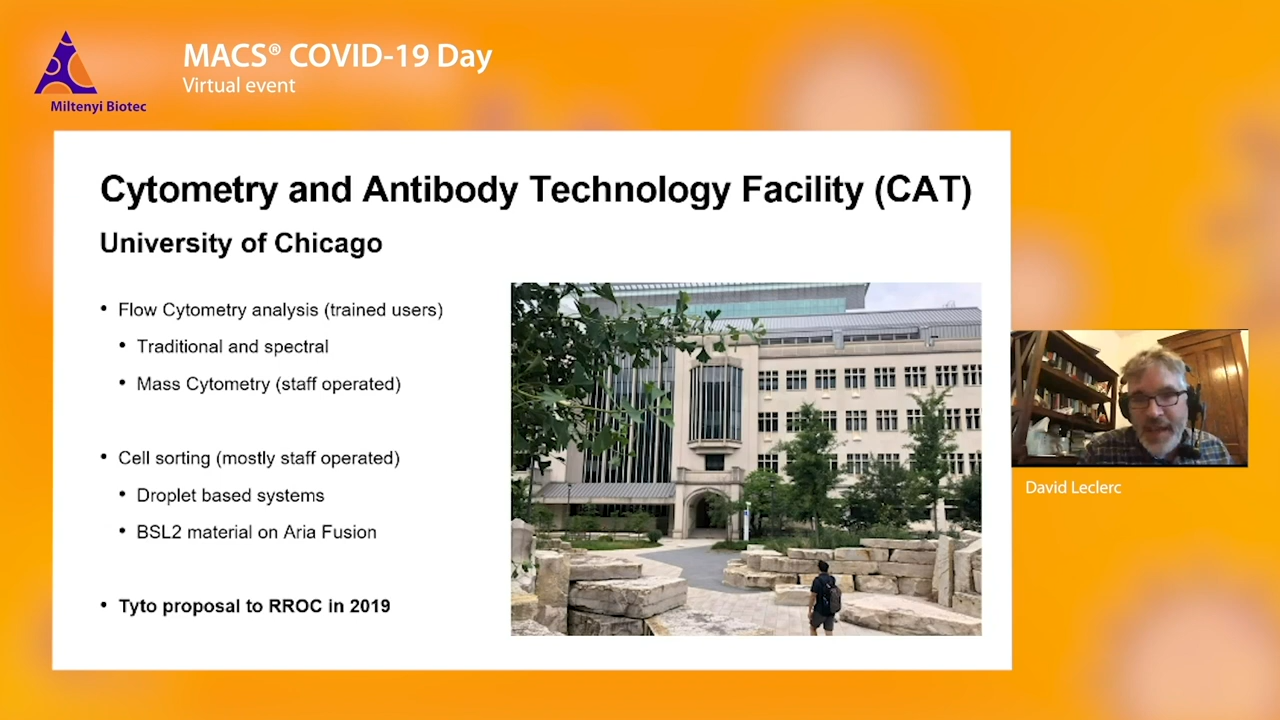 MACS® COVID-19 Day
Virtual event
Miltenyi Biotec
Cytometry and Antibody Technology Facility (CAT)
University of Chicago
• Flow Cytometry analysis (trained users)
• Traditional and spectral
• Mass Cytometry (staff operated)
• Cell sorting (mostly staff operated)
• Droplet based systems
• BSL2 material on Aria Fusion
• Tyto proposal to RROC in 2019
David Leclerc